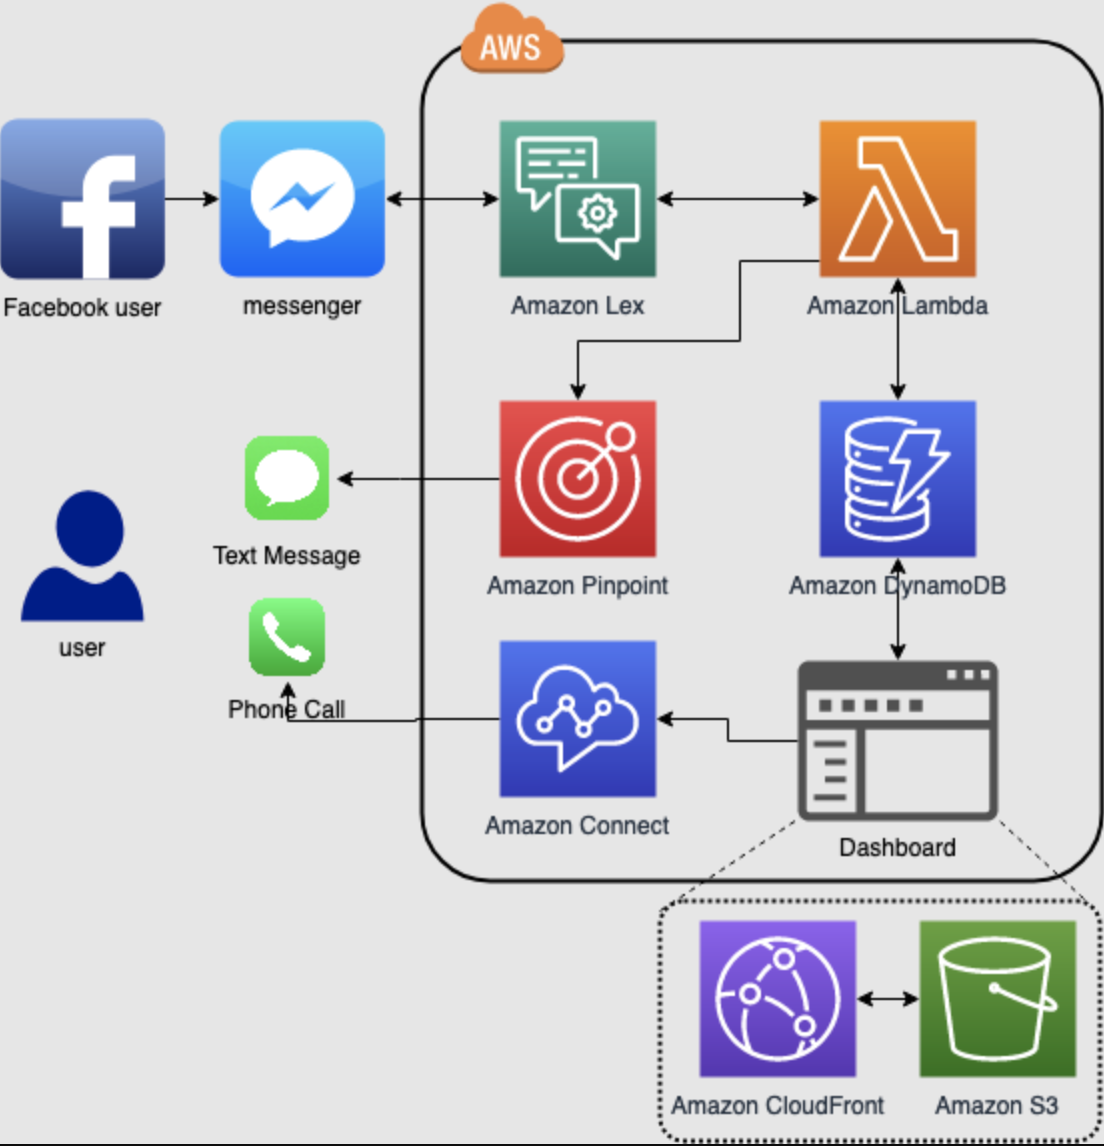 AWS
Facebook user
messenger
Amazon Lex
Amazon Lambda
Text Message
Amazon Pinpoint
Amazon DynamoDB
user
Phone Call
Amazon Connect
Dashboard
Amazon CloudFront
Amazon S3